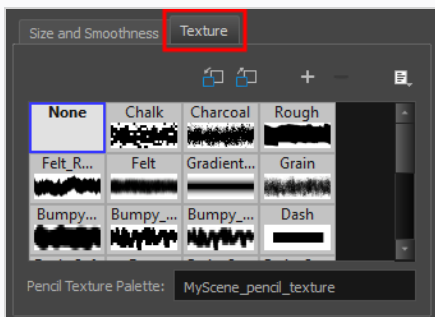 Size and Smoothness Texture
None Chalk Charcoal Rough
Felt_R... Felt Gradient... Grain
Bumpy... Bumpy_... Bumpy_... Dash
Pencil Texture Palette: MyScene_pencil_texture